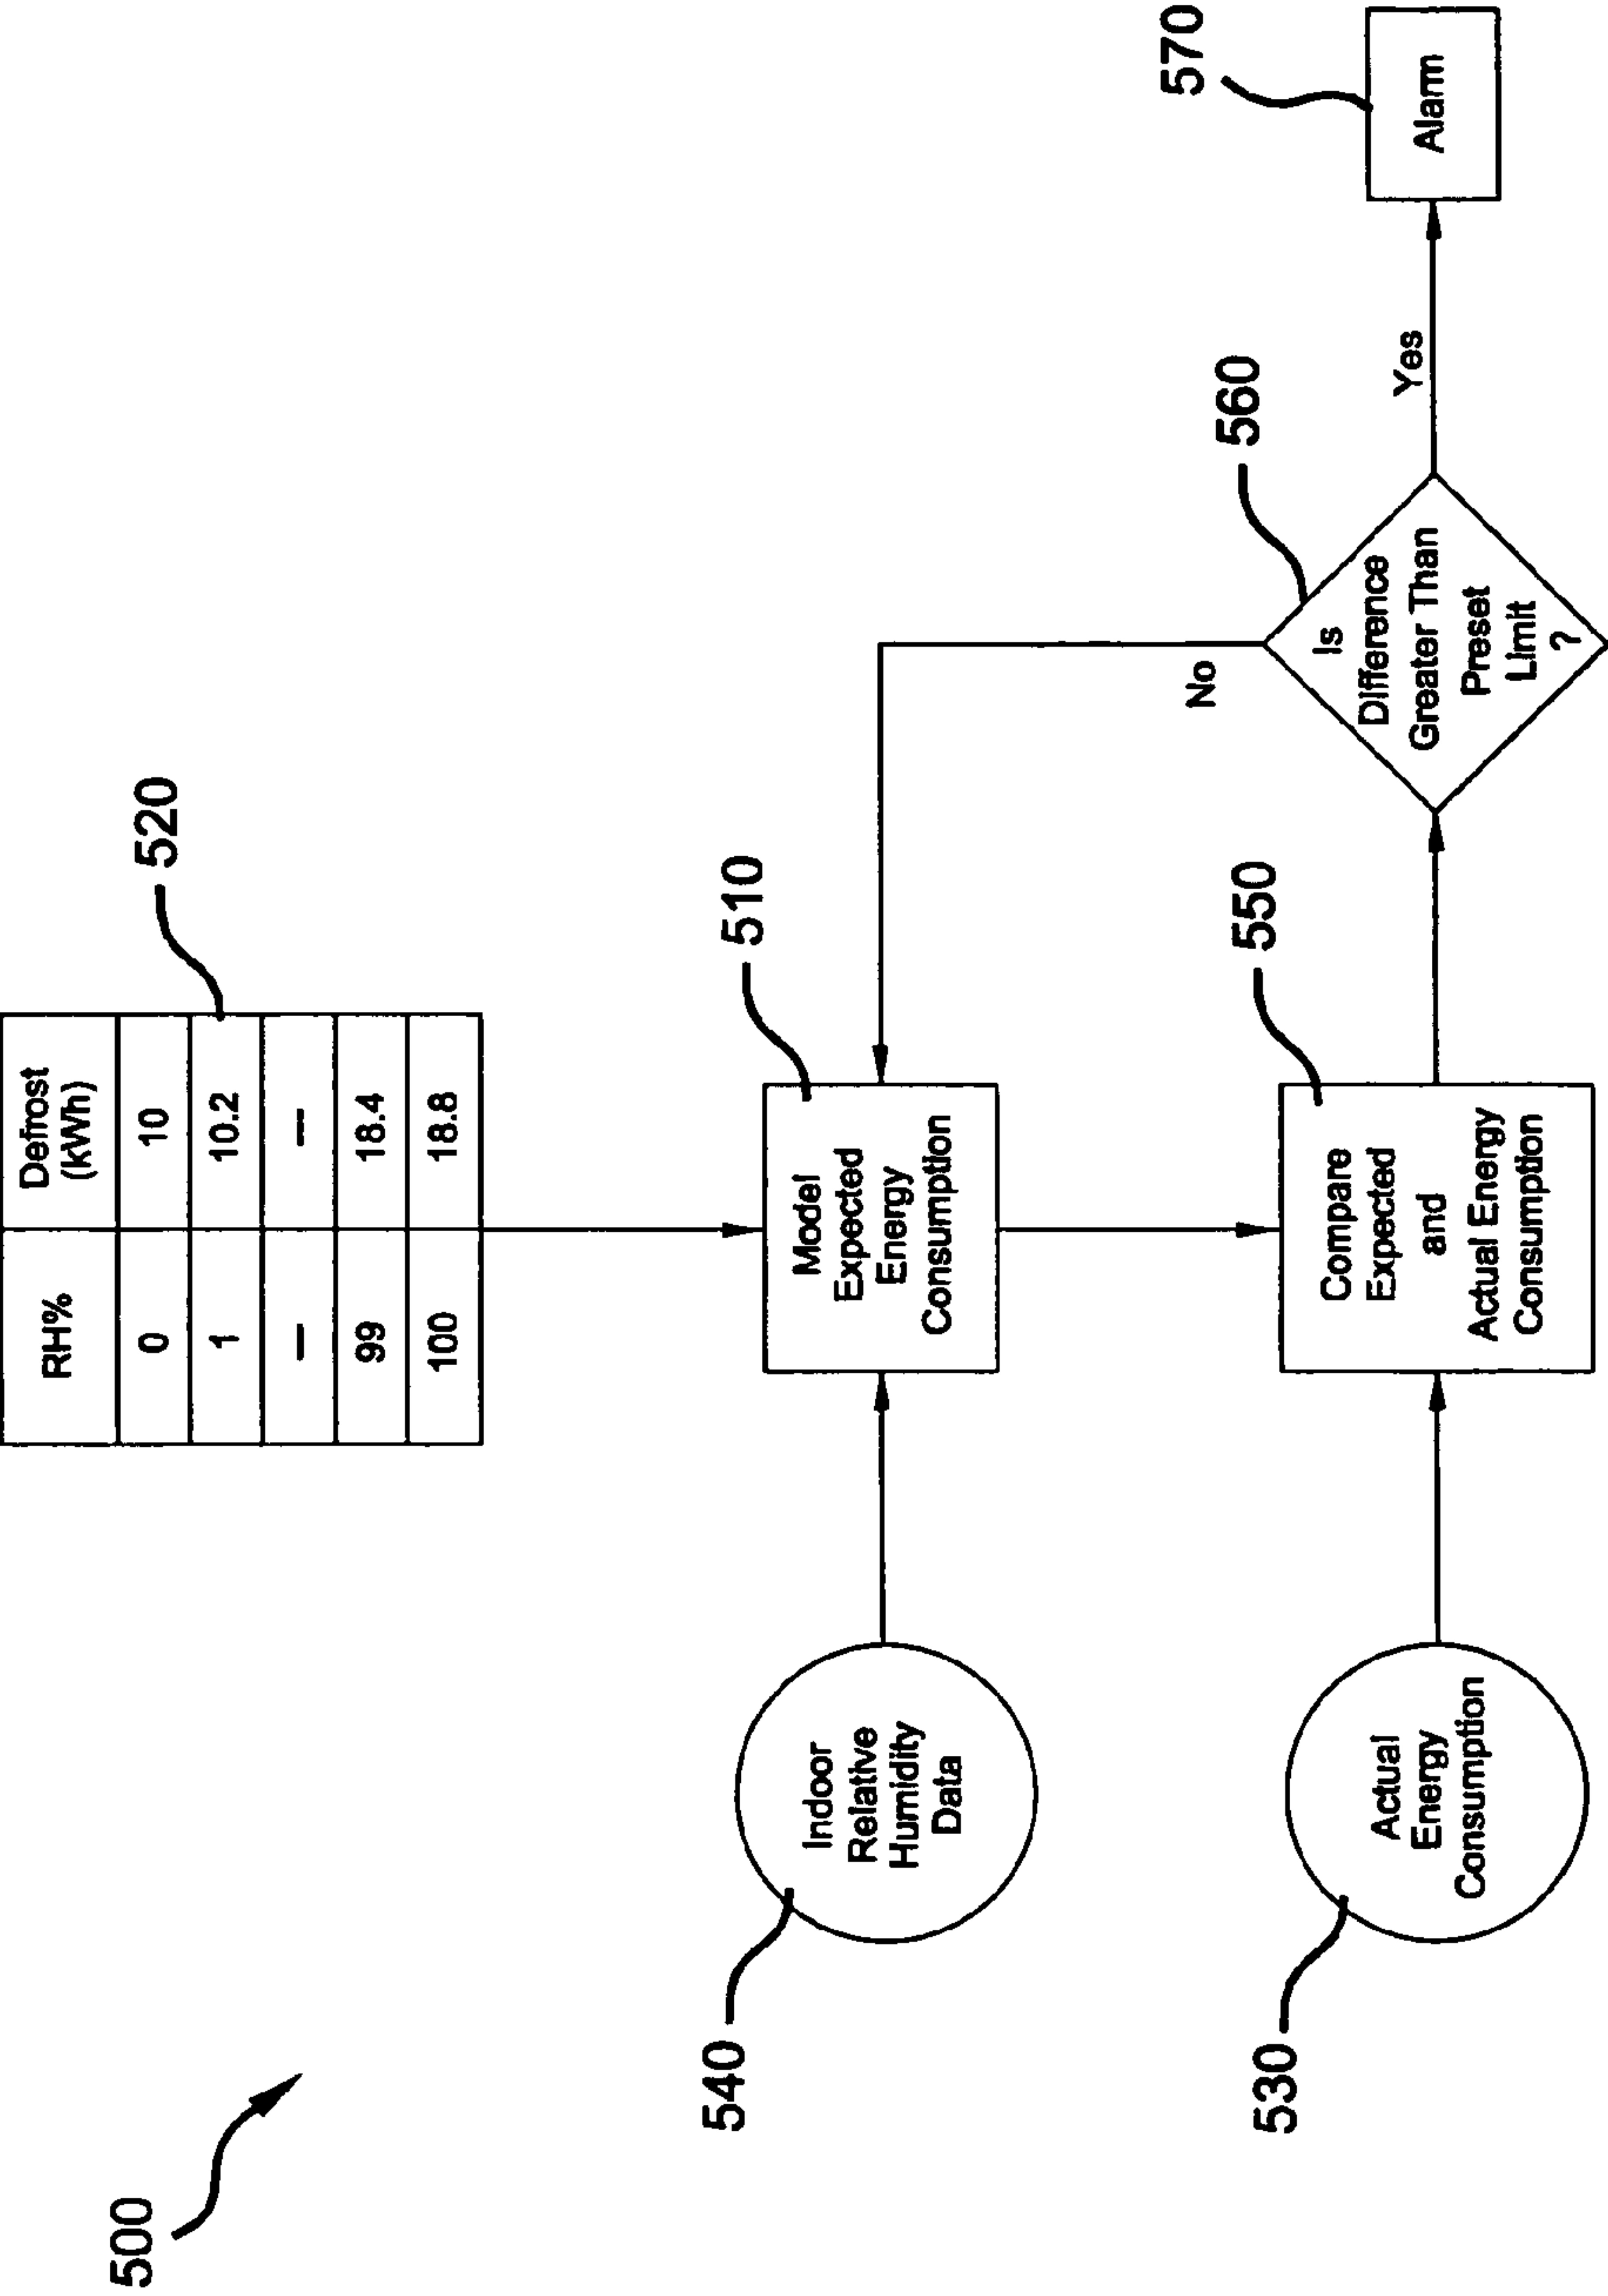 500
RH%
Defrost
(kWh)
0
10
1
10.2
—
—
99
18.4
100
18.8
520
540
Indoor
Relative
Humidity
Data
510
Model
Expected
Energy
Consumption
530
Actual
Energy
Consumption
550
Compare
Expected
and
Actual Energy
Consumption
No
560
Is
Difference
Greater Than
Preset
Limit
?
Yes
570
Alarm